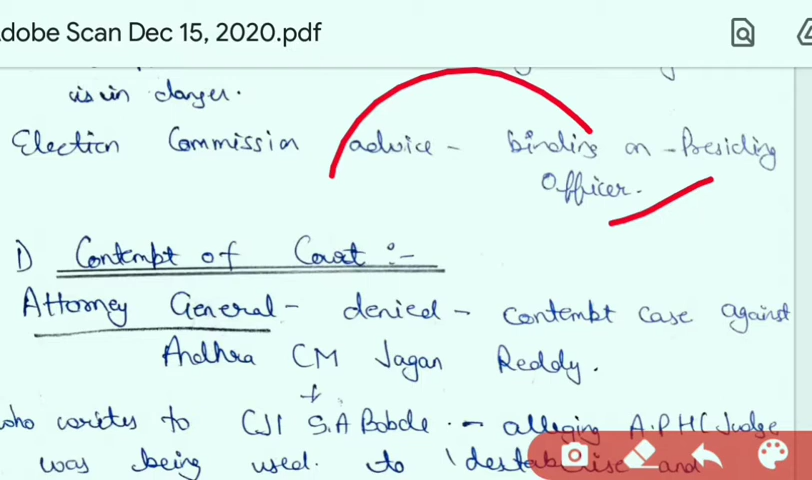 dobe Scan Dec 15, 2020.pdf
is in danger.
Election Commission advice - binding on - Presiding
Officer.
1) Contempt of Court :-
Attorney General - denied - contempt case against
Andhra CM Jagan Reddy.
who writes to CJI S.A Bobde. - alleging A.P H( Judge
was being used. to destabilise and